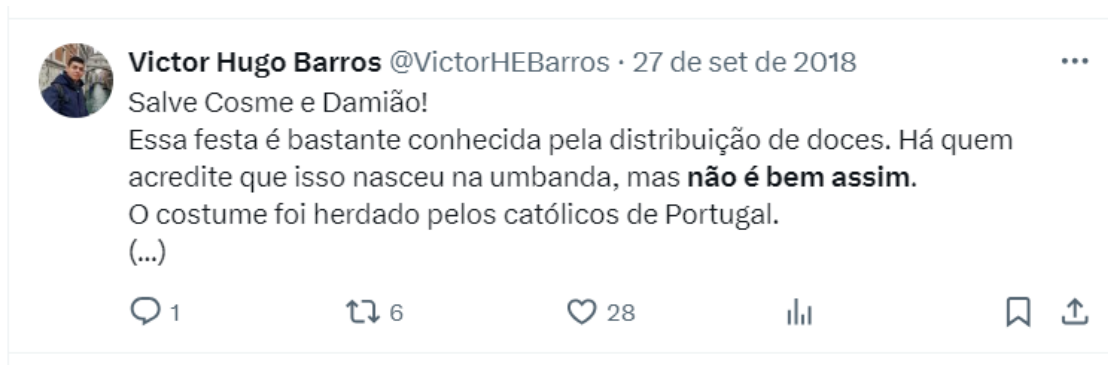 Victor Hugo Barros @VictorHEBarros · 27 de set de 2018
Salve Cosme e Damião!
Essa festa é bastante conhecida pela distribuição de doces. Há quem
acredite que isso nasceu na umbanda, mas não é bem assim.
O costume foi herdado pelos católicos de Portugal.
(...)
1 6 28